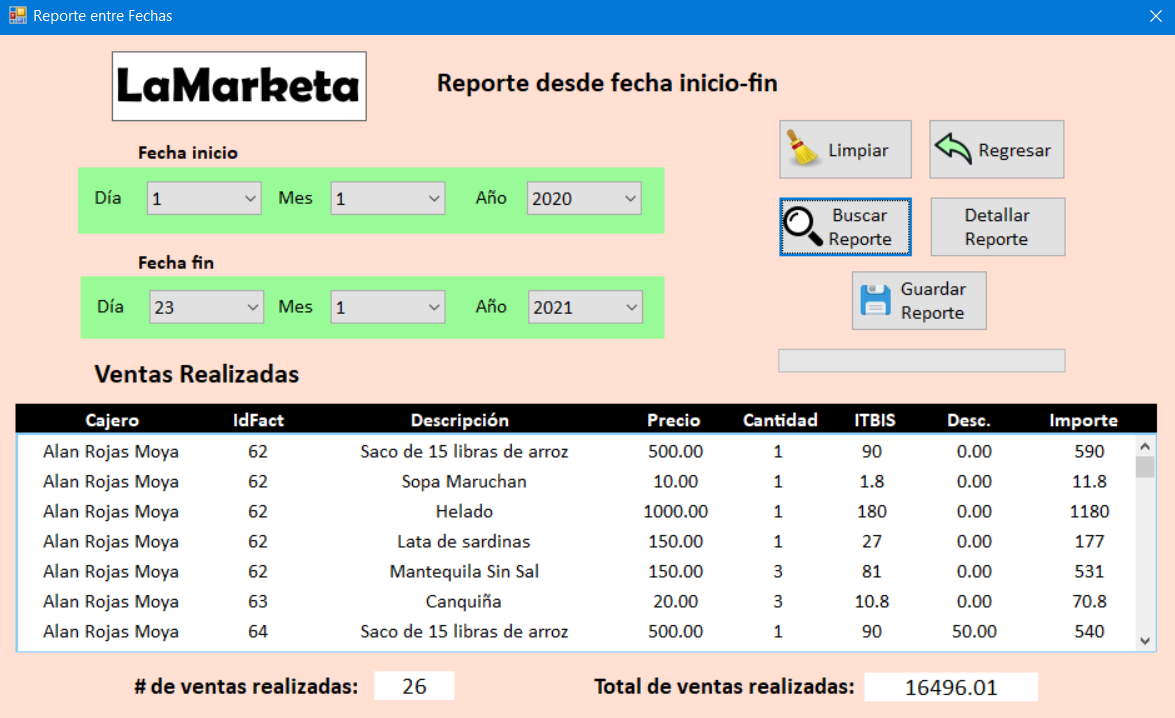 Reporte entre Fechas
LaMarketa
Reporte desde fecha inicio-fin
Limpiar
Regresar
Fecha inicio
Día 1 Mes 1 Año 2020
Buscar
Reporte
Detallar
Reporte
Fecha fin
Día 23 Mes 1 Año 2021
Guardar
Reporte
Ventas Realizadas
Cajero IdFact Descripción Precio Cantidad ITBIS Desc. Importe
Alan Rojas Moya 62 Saco de 15 libras de arroz 500.00 1 90 0.00 590
Alan Rojas Moya 62 Sopa Maruchan 10.00 1 1.8 0.00 11.8
Alan Rojas Moya 62 Helado 1000.00 1 180 0.00 1180
Alan Rojas Moya 62 Lata de sardinas 150.00 1 27 0.00 177
Alan Rojas Moya 62 Mantequila Sin Sal 150.00 3 81 0.00 531
Alan Rojas Moya 63 Canquiña 20.00 3 10.8 0.00 70.8
Alan Rojas Moya 64 Saco de 15 libras de arroz 500.00 1 90 50.00 540
# de ventas realizadas: 26 Total de ventas realizadas: 16496.01